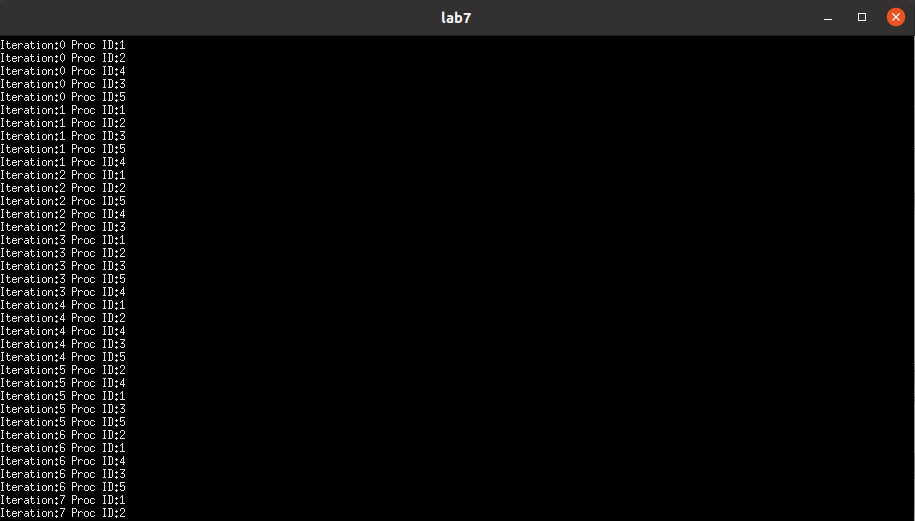 lab7
Iteration:0 Proc ID:1
Iteration:0 Proc ID:2
Iteration:0 Proc ID:4
Iteration:0 Proc ID:3
Iteration:0 Proc ID:5
Iteration:1 Proc ID:1
Iteration:1 Proc ID:2
Iteration:1 Proc ID:3
Iteration:1 Proc ID:5
Iteration:1 Proc ID:4
Iteration:2 Proc ID:1
Iteration:2 Proc ID:2
Iteration:2 Proc ID:5
Iteration:2 Proc ID:4
Iteration:2 Proc ID:3
Iteration:3 Proc ID:1
Iteration:3 Proc ID:2
Iteration:3 Proc ID:3
Iteration:3 Proc ID:5
Iteration:3 Proc ID:4
Iteration:4 Proc ID:1
Iteration:4 Proc ID:2
Iteration:4 Proc ID:4
Iteration:4 Proc ID:3
Iteration:4 Proc ID:5
Iteration:5 Proc ID:2
Iteration:5 Proc ID:4
Iteration:5 Proc ID:1
Iteration:5 Proc ID:3
Iteration:5 Proc ID:5
Iteration:6 Proc ID:2
Iteration:6 Proc ID:1
Iteration:6 Proc ID:4
Iteration:6 Proc ID:3
Iteration:6 Proc ID:5
Iteration:7 Proc ID:1
Iteration:7 Proc ID:2